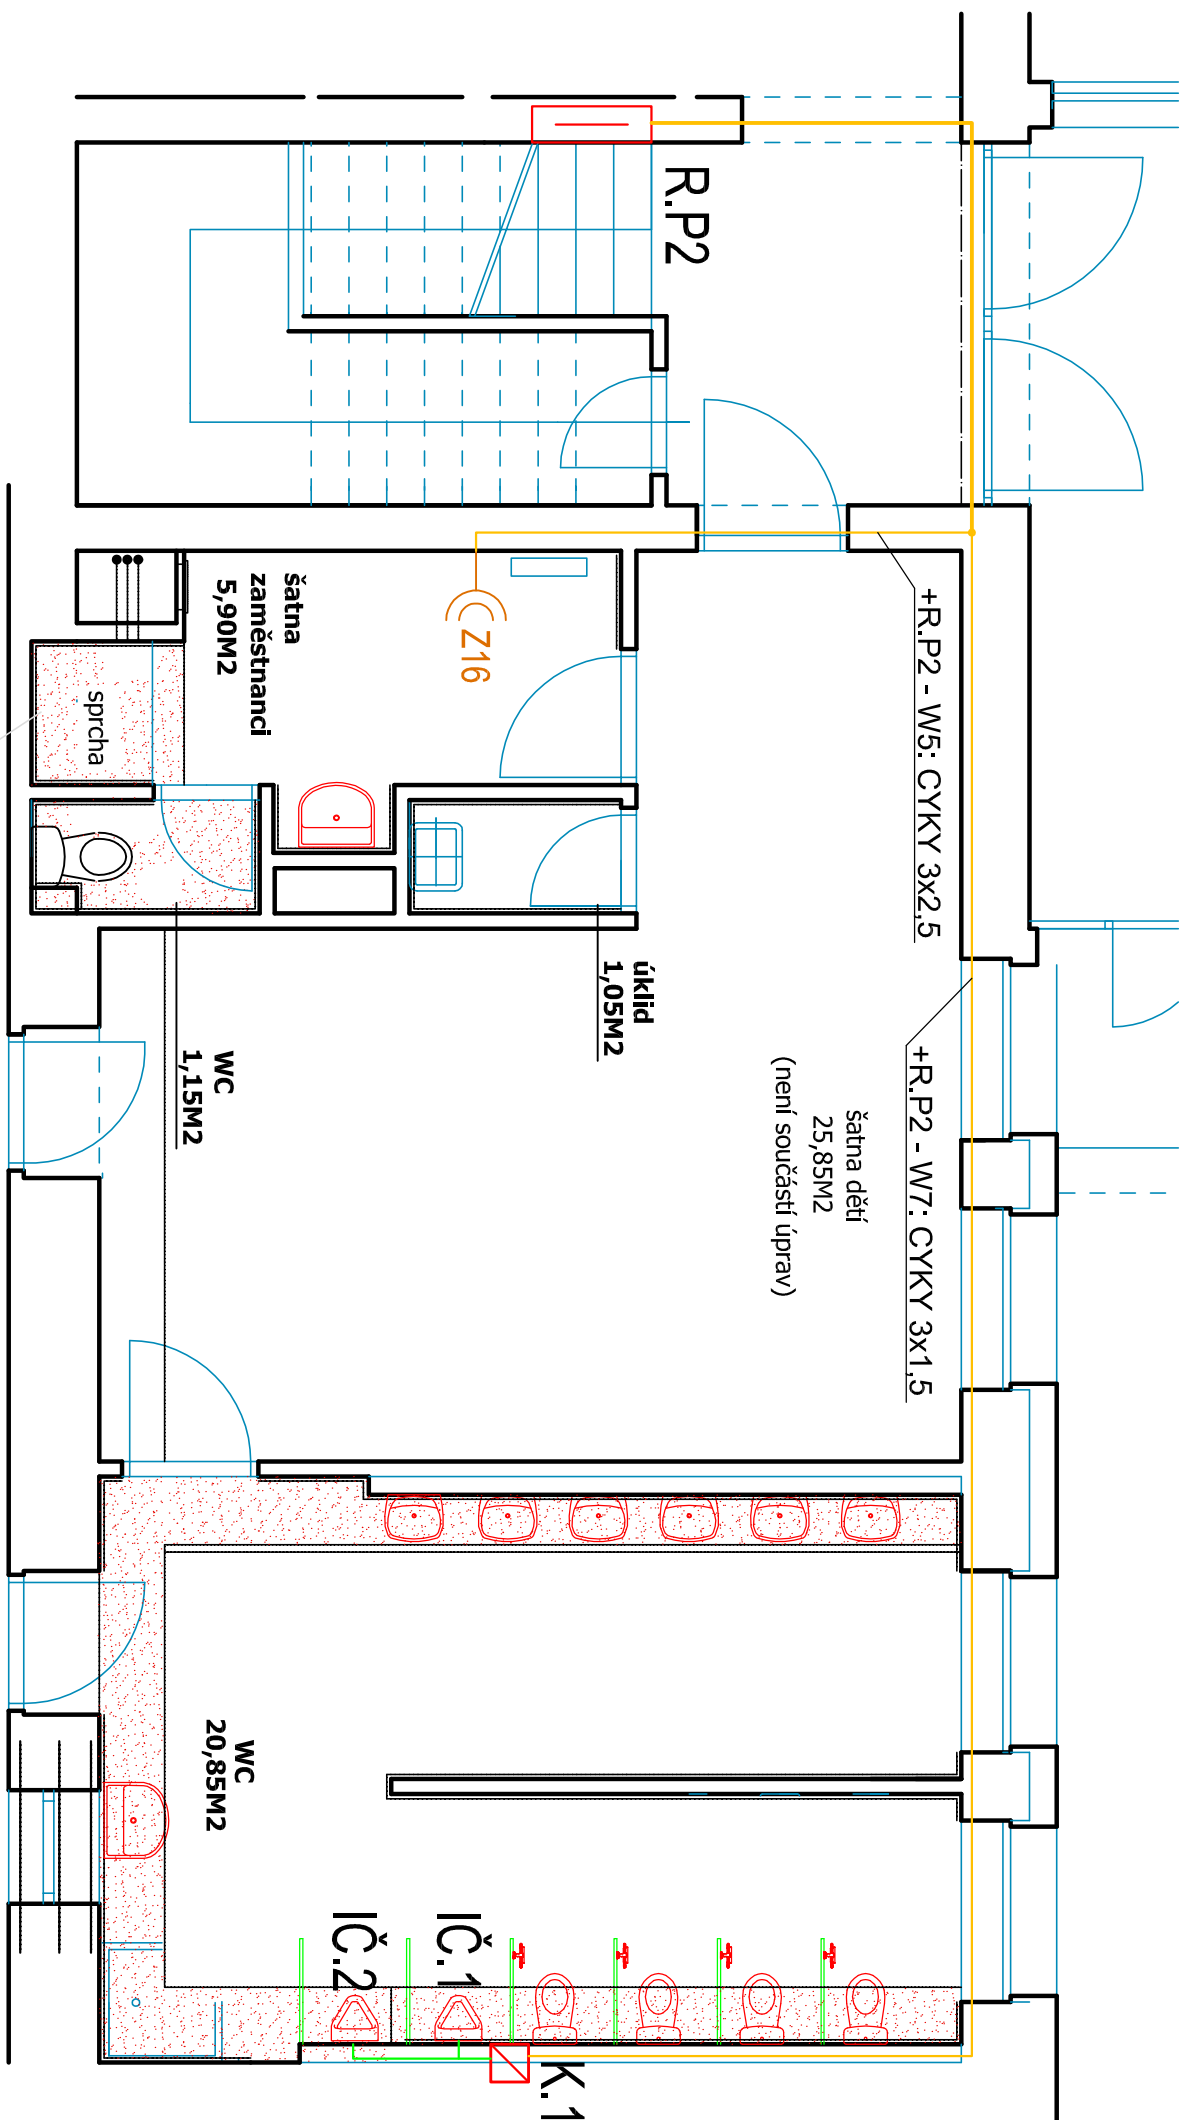 R.P2
+R.P2 - W5: CYKY 3x2,5
+R.P2 - W7: CYKY 3x1,5
šatna dětí
25,85M2
(není součástí úprav)
Z16
šatna
zaměstnanci
5,90M2
sprcha
úklid
1,05M2
WC
1,15M2
WC
20,85M2
IČ.1
IČ.2
K.1